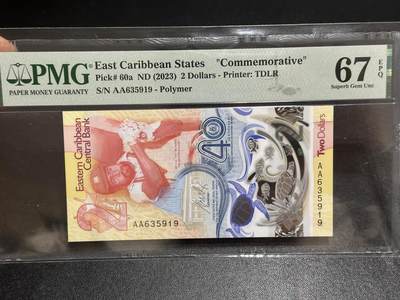 PMG
PAPER MONEY GUARANTY
East Caribbean States "Commemorative"
Pick# 60a ND (2023) 2 Dollars - Printer: TDLR
S/N AA635919 - Polymer
67 EPQ
Superb Gem Unc
Eastern Caribbean
Central Bank
40
2
AA635919
Two Dollars
AA635919